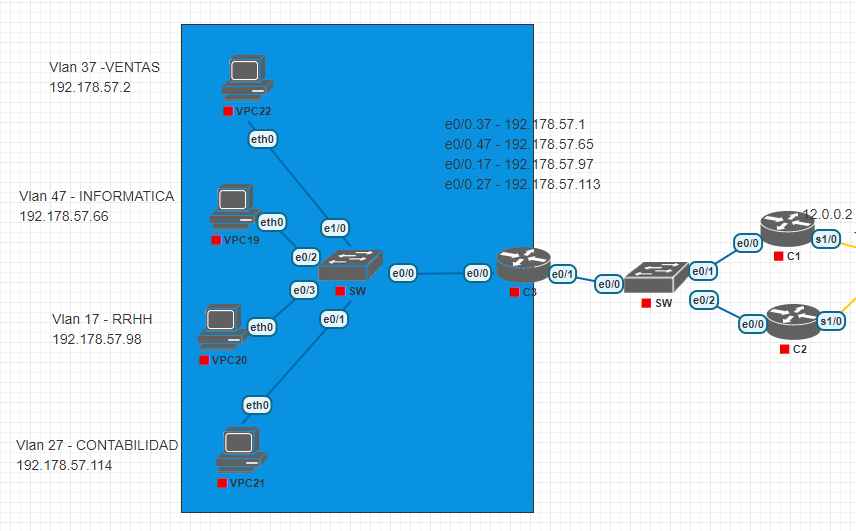 Vlan 37 -VENTAS
192.178.57.2
VPC22
eth0
e0/0.37 - 192.178.57.1
e0/0.47 - 192.178.57.65
e0/0.17 - 192.178.57.97
e0/0.27 - 192.178.57.113
Vlan 47 - INFORMATICA
192.178.57.66
VPC19
eth0
e1/0
e0/2
SW
e0/3
e0/1
e0/0
e0/0
C3
e0/1
e0/0
SW
e0/1
e0/2
12.0.0.2
e0/0
s1/0
C1
e0/0
s1/0
C2
Vlan 17 - RRHH
192.178.57.98
VPC20
eth0
Vlan 27 - CONTABILIDAD
192.178.57.114
eth0
VPC21